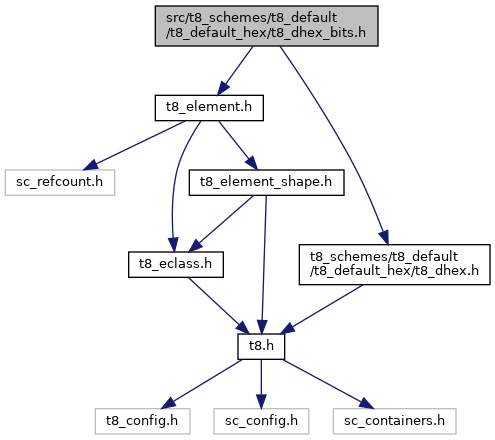 src/t8_schemes/t8_default
/t8_default_hex/t8_dhex_bits.h
t8_element.h
sc_refcount.h
t8_element_shape.h
t8_eclass.h
t8_schemes/t8_default
/t8_default_hex/t8_dhex.h
t8.h
t8_config.h
sc_config.h
sc_containers.h